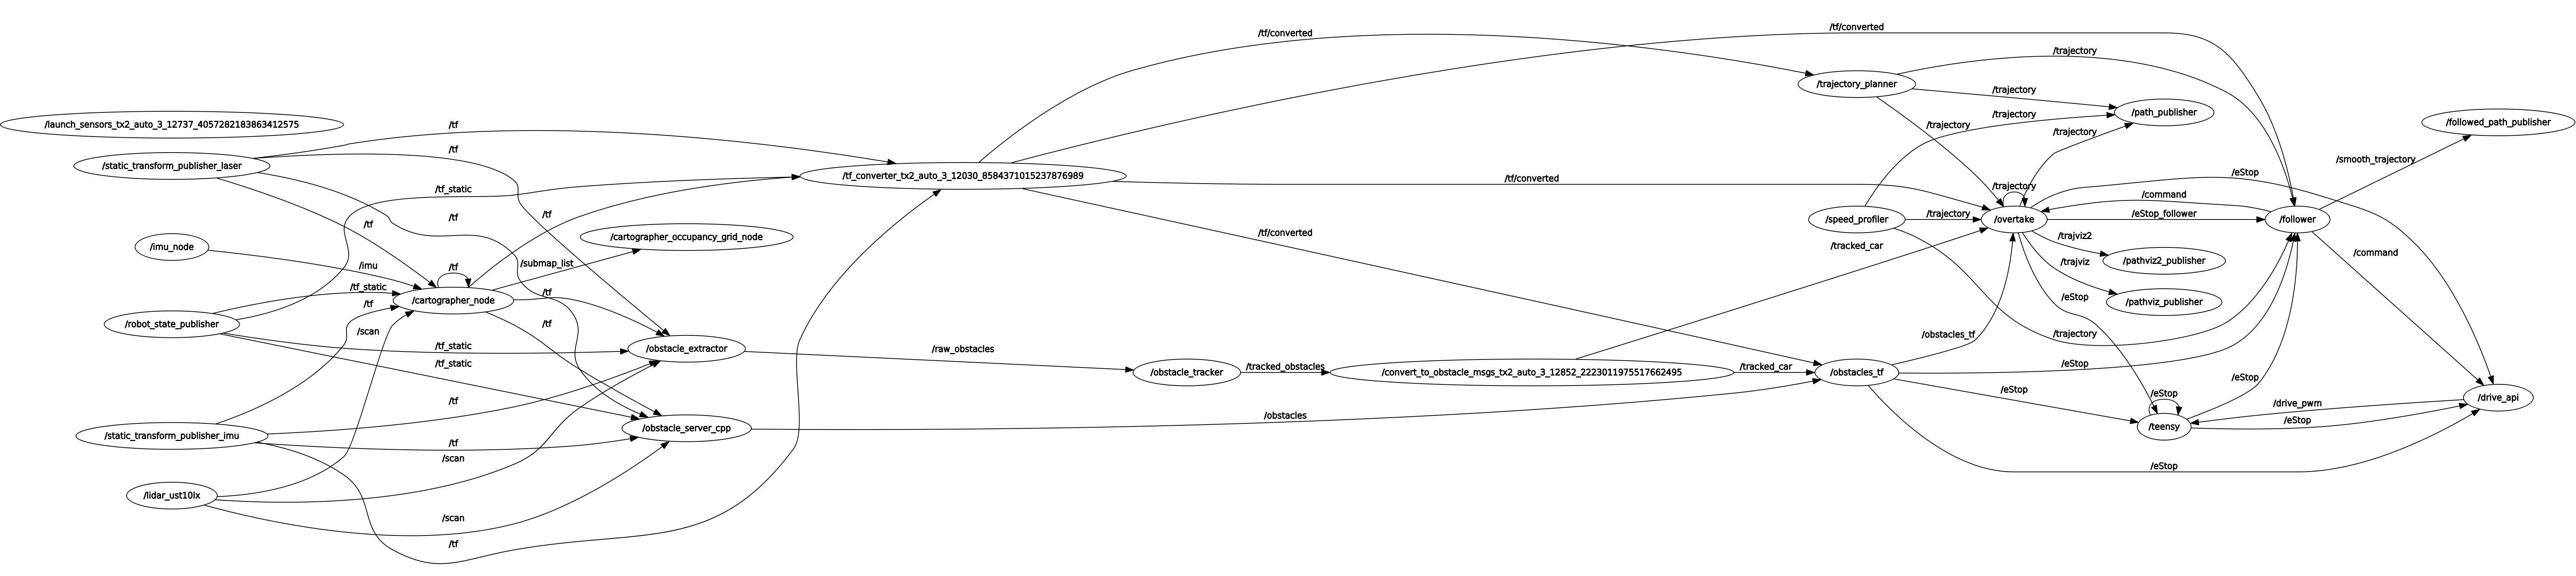 /tf/converted
/tf/converted
/trajectory
/trajectory_planner
/trajectory
/path_publisher
/trajectory
/trajectory
/trajectory
/followed_path_publisher
/launch_sensors_tx2_auto_3_12737_4057282183863412575
/tf
/tf
/static_transform_publisher_laser
/tf_converter_tx2_auto_3_12030_8584371015237876989
/tf/converted
/smooth_trajectory
/eStop
/trajectory
/tf_static
/command
/tf
/tf
/tf
/speed_profiler
/trajectory
/overtake
/eStop_follower
/follower
/cartographer_occupancy_grid_node
/tf/converted
/trajviz2
/imu_node
/tracked_car
/command
/imu
/tf
/submap_list
/trajviz
/pathviz2_publisher
/tf_static
/cartographer_node
/tf
/eStop
/pathviz_publisher
/tf
/robot_state_publisher
/scan
/tf
/obstacles_tf
/trajectory
/tf_static
/obstacle_extractor
/raw_obstacles
/tf_static
/obstacle_tracker
/tracked_obstacles
/convert_to_obstacle_msgs_tx2_auto_3_12852_2223011975517662495
/tracked_car
/obstacles_tf
/eStop
/eStop
/eStop
/eStop
/drive_api
/tf
/drive_pwm
/obstacles
/static_transform_publisher_imu
/tf
/obstacle_server_cpp
/teensy
/eStop
/scan
/eStop
/lidar_ust10lx
/scan
/tf